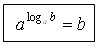 a^{log_a b} = b